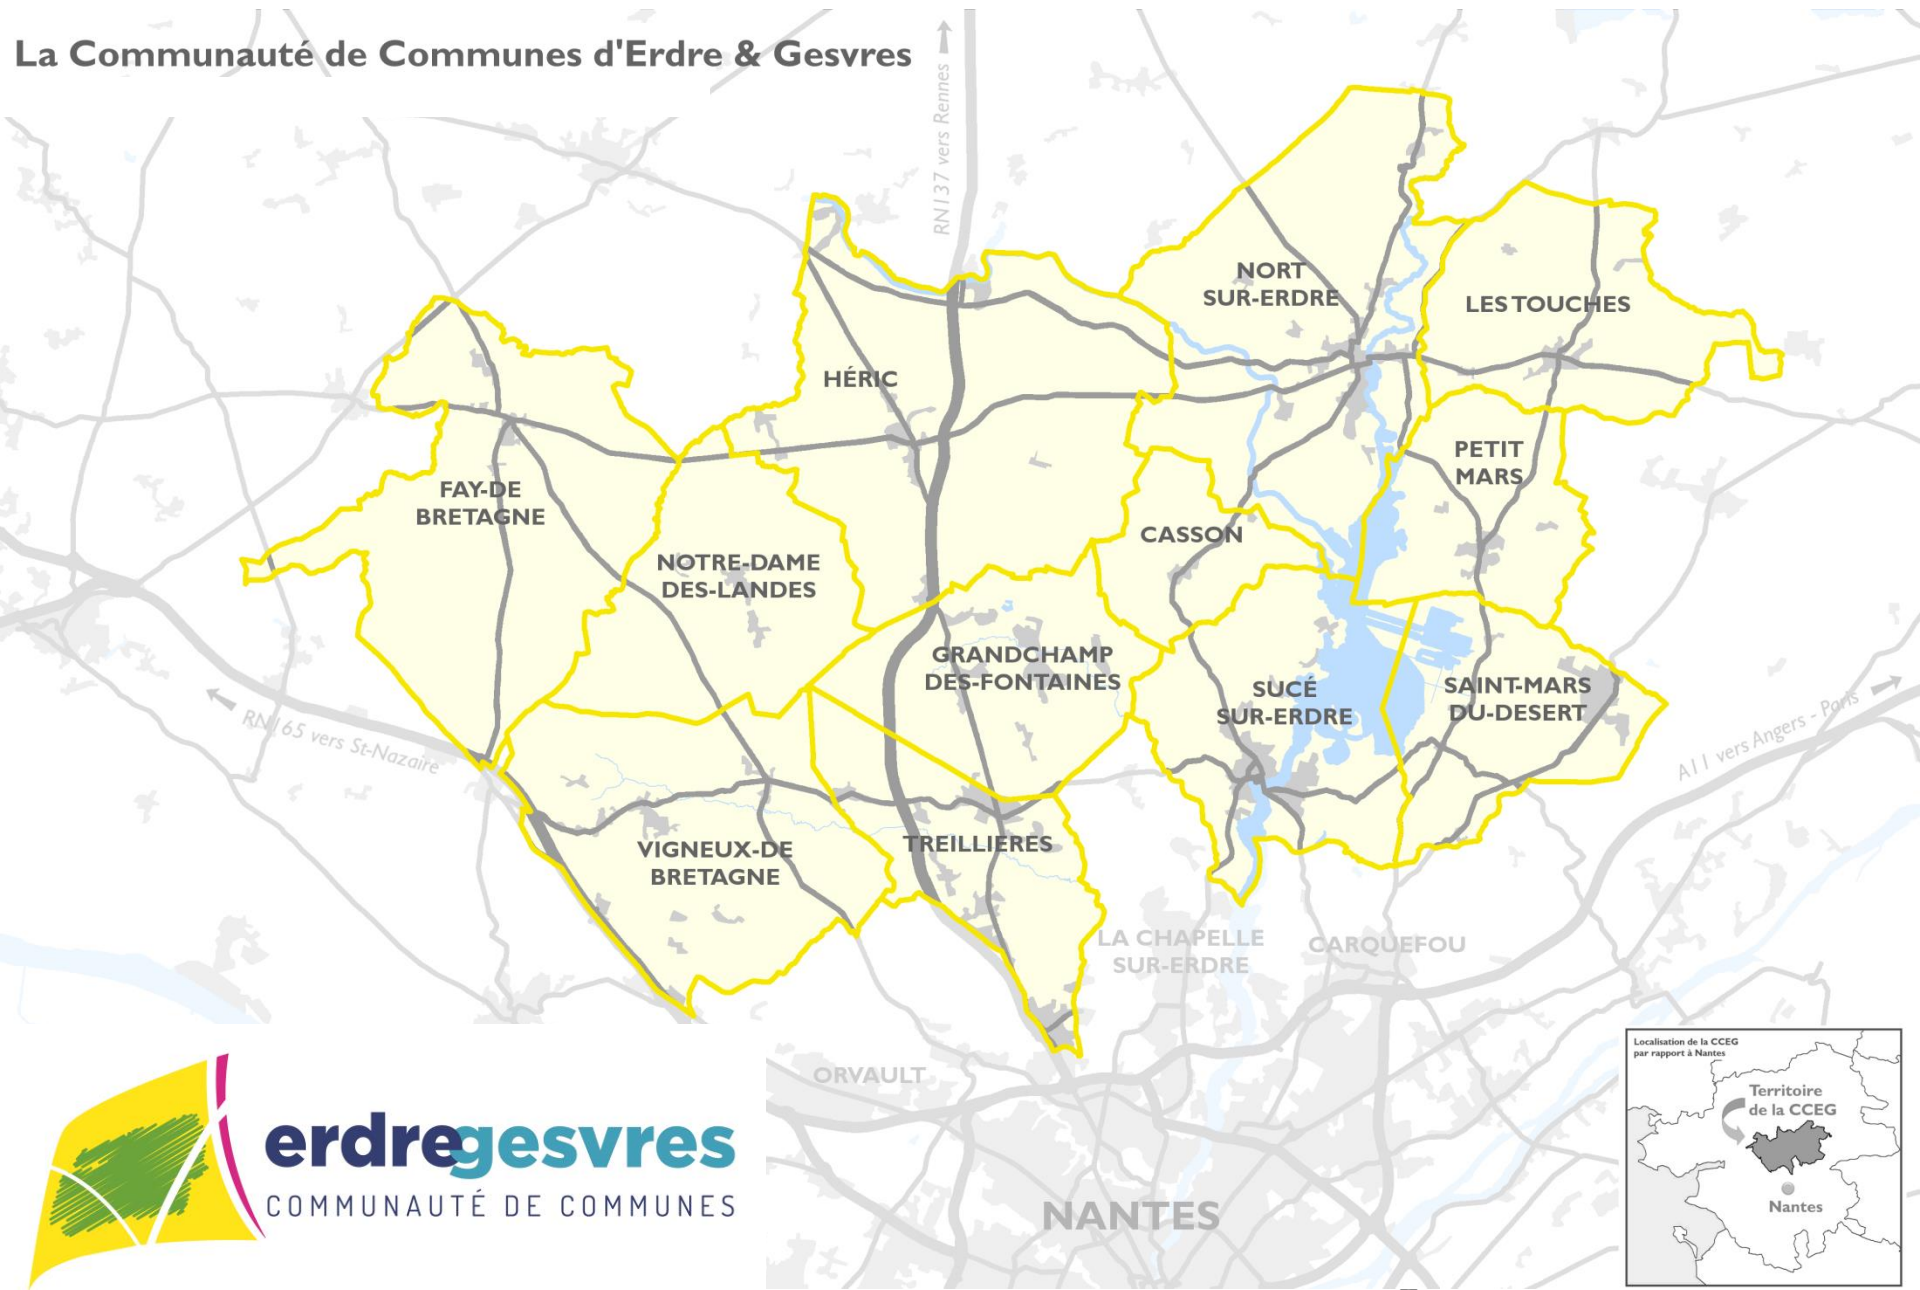 La Communauté de Communes d'Erdre & Gesvres
RN137 vers Rennes
NORT
SUR-ERDRE
LES TOUCHES
HÉRIC
PETIT
MARS
FAY-DE
BRETAGNE
CASSON
NOTRE-DAME
DES-LANDES
GRANDCHAMP
DES-FONTAINES
SUCÉ
SUR-ERDRE
SAINT-MARS
DU-DESERT
RN165 vers St-Nazaire
A11 vers Angers - Paris
VIGNEUX-DE
BRETAGNE
TREILLIERES
LA CHAPELLE
SUR-ERDRE
CARQUEFOU
ORVAULT
NANTES
erdregesvres
COMMUNAUTÉ DE COMMUNES
Localisation de la CCEG
par rapport à Nantes
Territoire
de la CCEG
Nantes